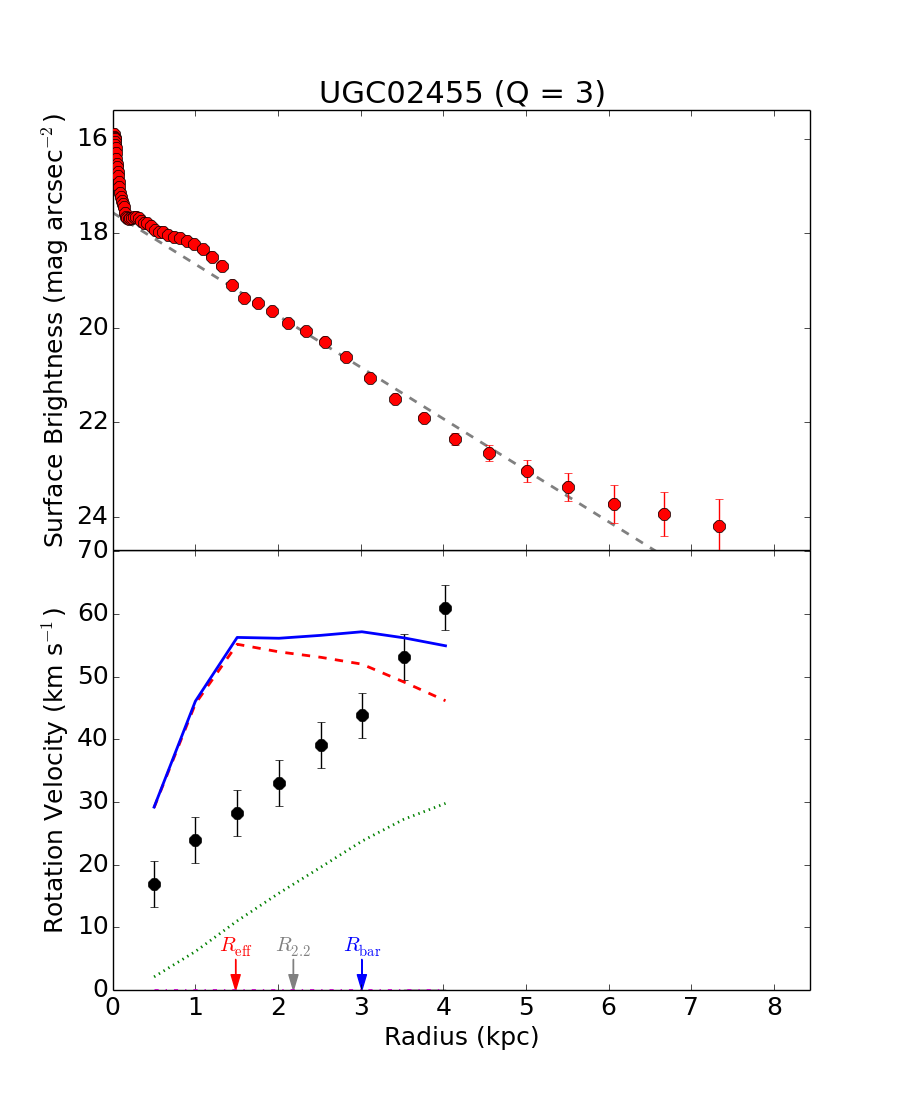 UGC02455 (Q = 3)
Surface Brightness (mag arcsec⁻²)
16
18
20
22
24
70
60
50
40
30
20
10
0
Rotation Velocity (km s⁻¹)
R_eff R_2.2 R_bar
0 1 2 3 4 5 6 7 8
Radius (kpc)